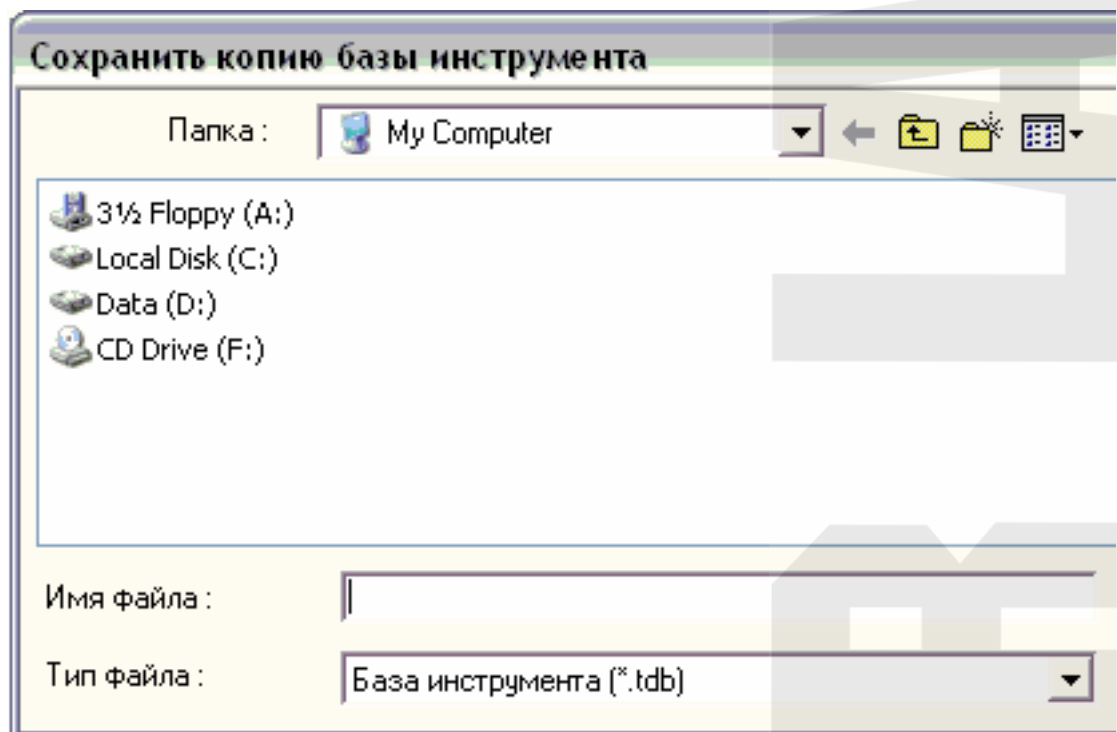 Сохранить копию базы инструмента
Папка : My Computer
3½ Floppy (A:)
Local Disk (C:)
Data (D:)
CD Drive (F:)
Имя файла :
Тип файла : База инструмента (*.tdb)